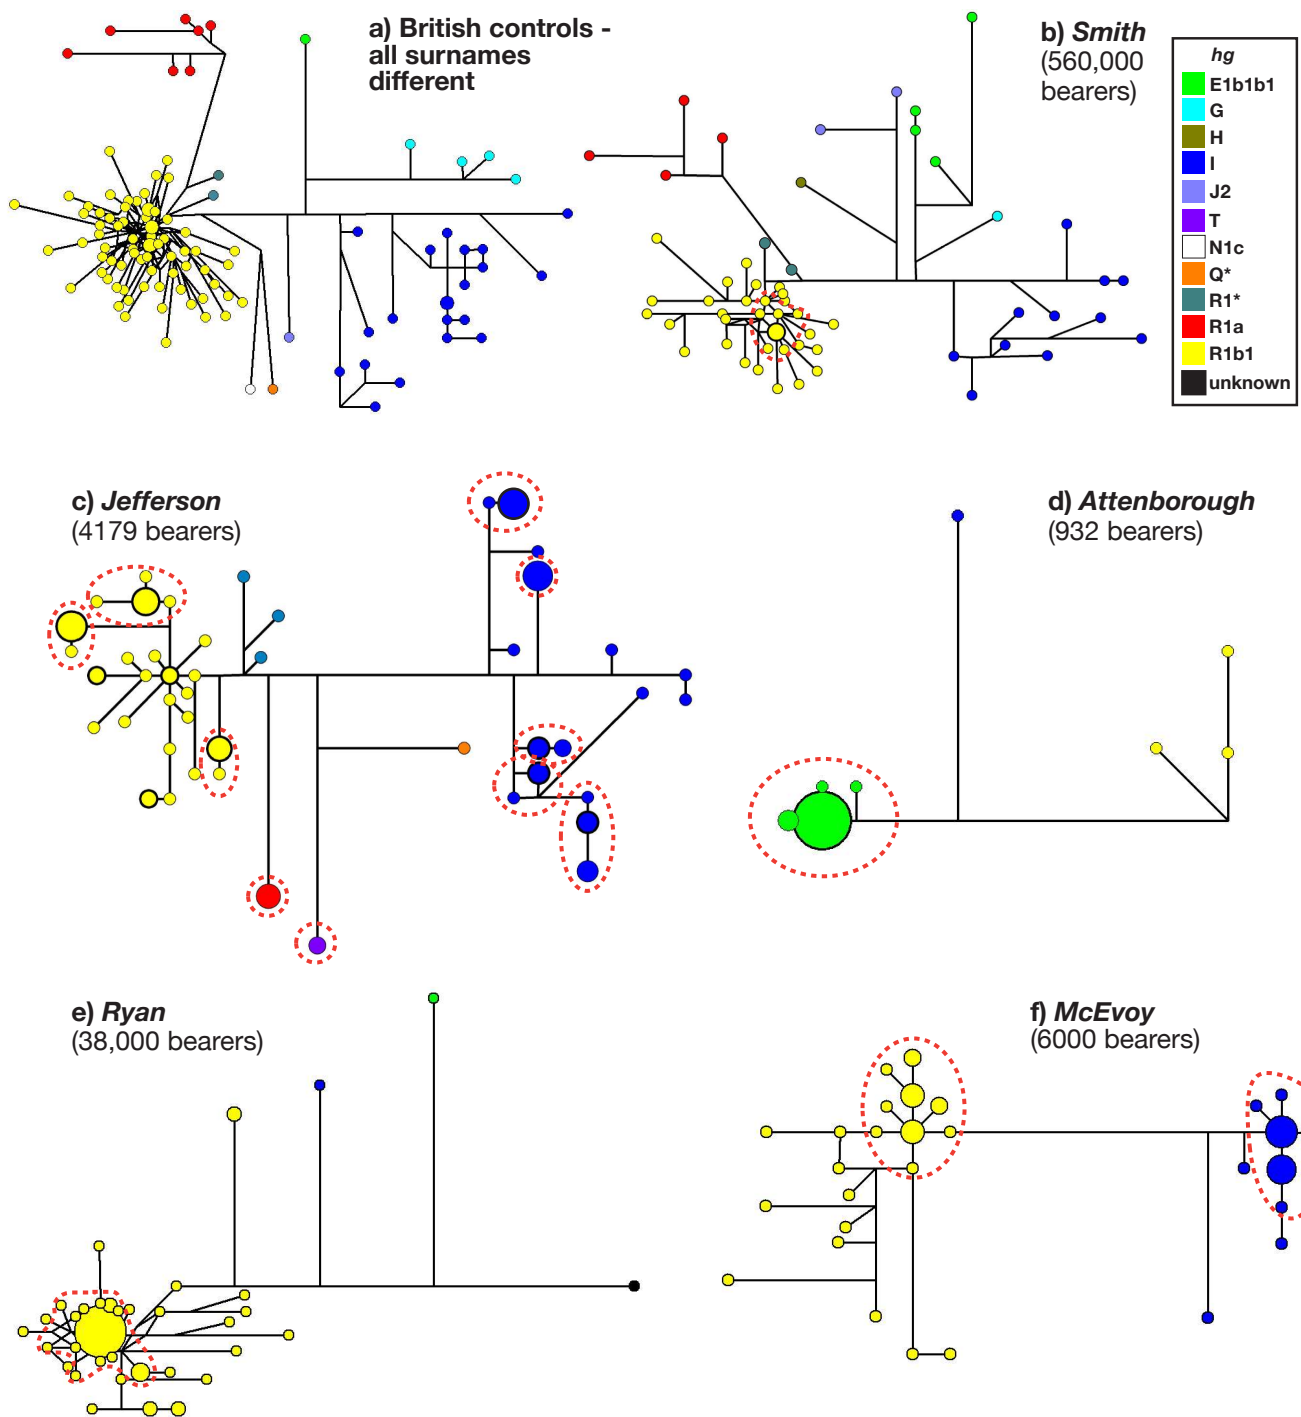 a) British controls -
all surnames
different
b) Smith
(560,000
bearers)
hg
E1b1b1
G
H
I
J2
T
N1c
Q*
R1*
R1a
R1b1
unknown
c) Jefferson
(4179 bearers)
d) Attenborough
(932 bearers)
e) Ryan
(38,000 bearers)
f) McEvoy
(6000 bearers)